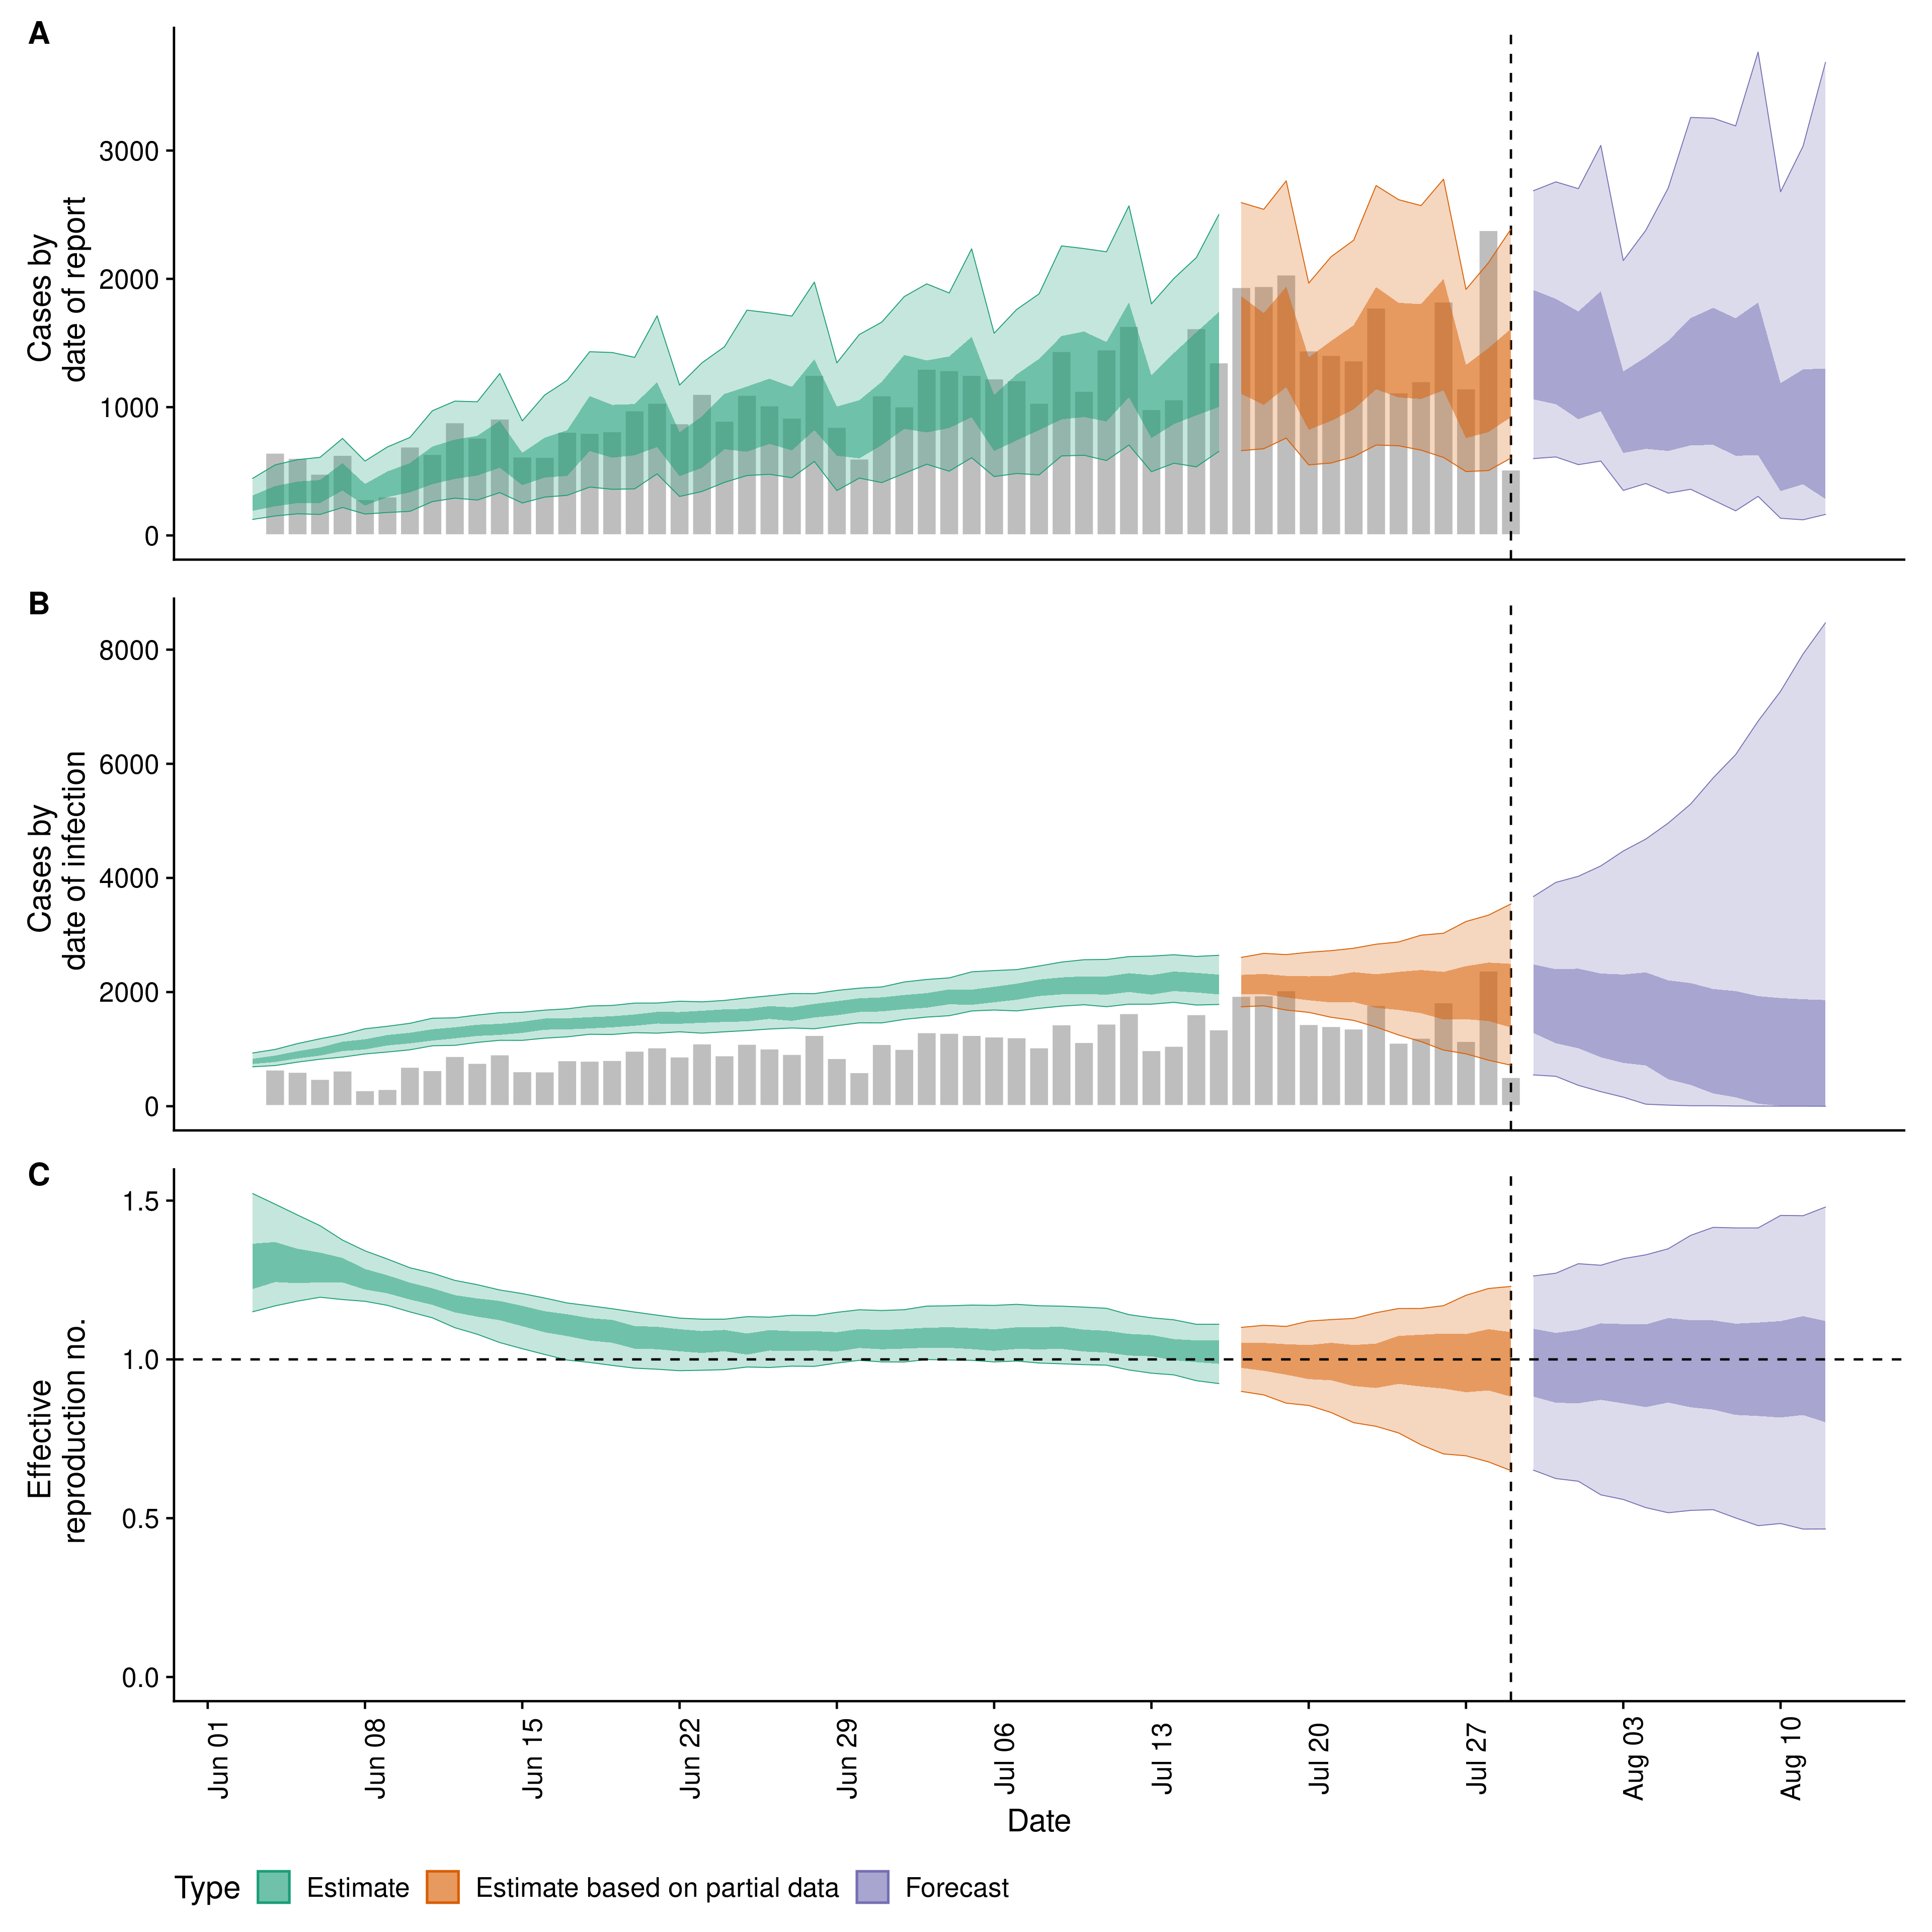 A
3000
2000
1000
0
Cases by
date of report
B
8000
6000
4000
2000
0
Cases by
date of infection
C
1.5
1.0
0.5
0.0
Effective
reproduction no.
Jun 01
Jun 08
Jun 15
Jun 22
Jun 29
Jul 06
Jul 13
Jul 20
Jul 27
Aug 03
Aug 10
Date
Type Estimate Estimate based on partial data Forecast